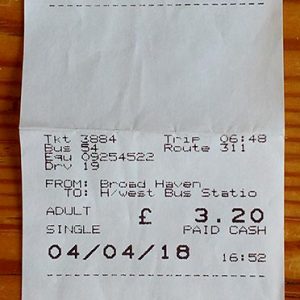 Tkt 3884 Trip 06:48
Bus 54 Route 311
Equ 09254522
Drv 19
FROM: Broad Haven
TO: H/west Bus Statio
ADULT £ 3.20
SINGLE PAID CASH
04/04/18 16:52